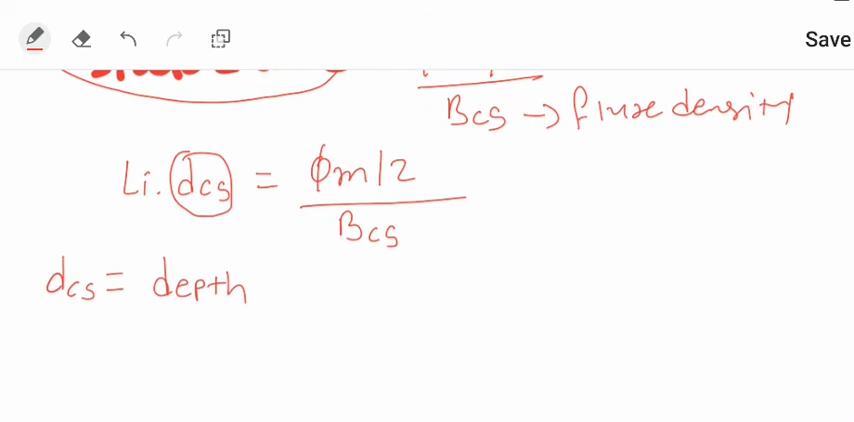 Save
Bcs → fluxe density
Li. dcs = φm/2
Bcs
dcs = depth